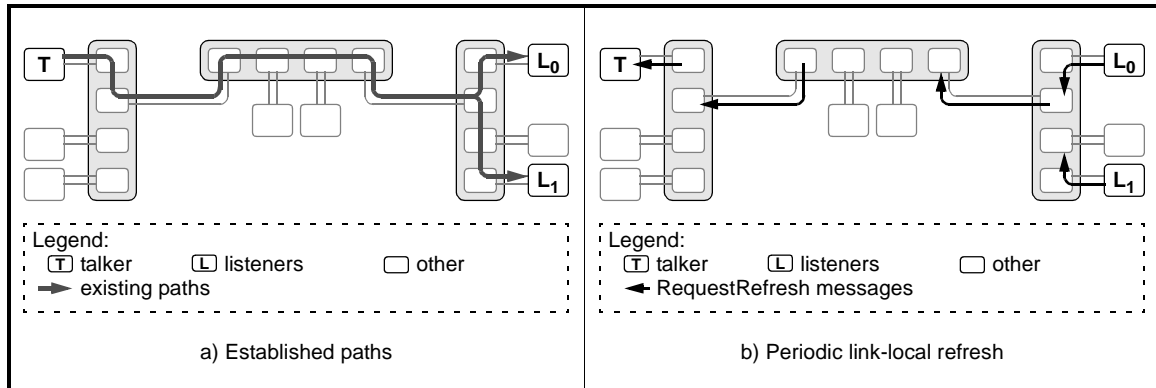 T
L0
L1
Legend:
T talker L listeners other
existing paths
a) Established paths
T
L0
L1
Legend:
T talker L listeners other
RequestRefresh messages
b) Periodic link-local refresh